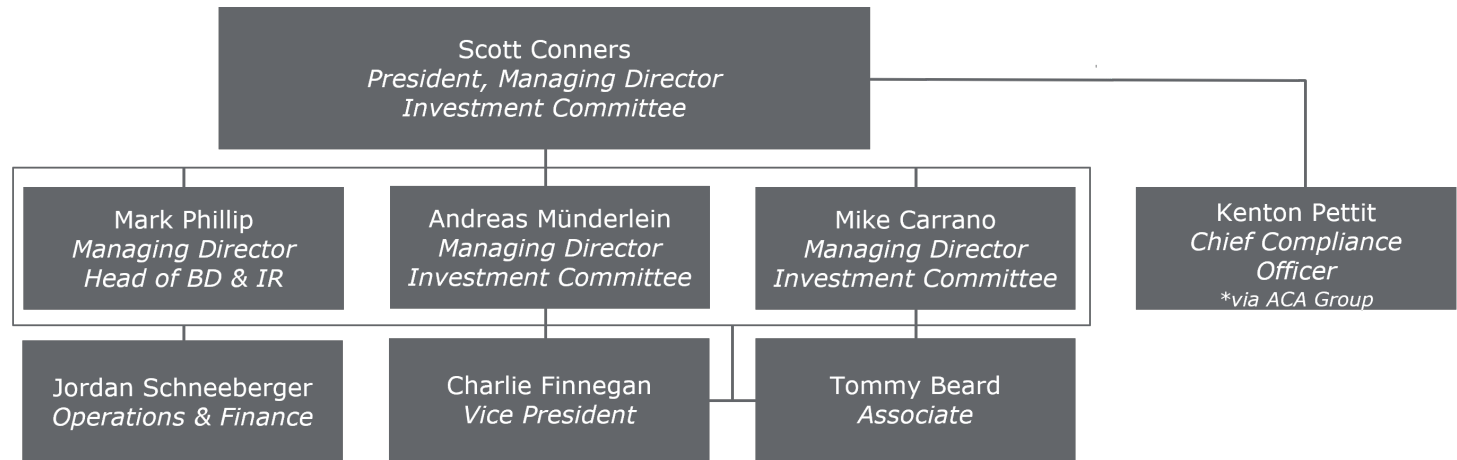 Scott Conners
President, Managing Director
Investment Committee
Mark Phillip
Managing Director
Head of BD & IR
Andreas Münderlein
Managing Director
Investment Committee
Mike Carrano
Managing Director
Investment Committee
Kenton Pettit
Chief Compliance
Officer
*via ACA Group
Jordan Schneeberger
Operations & Finance
Charlie Finnegan
Vice President
Tommy Beard
Associate